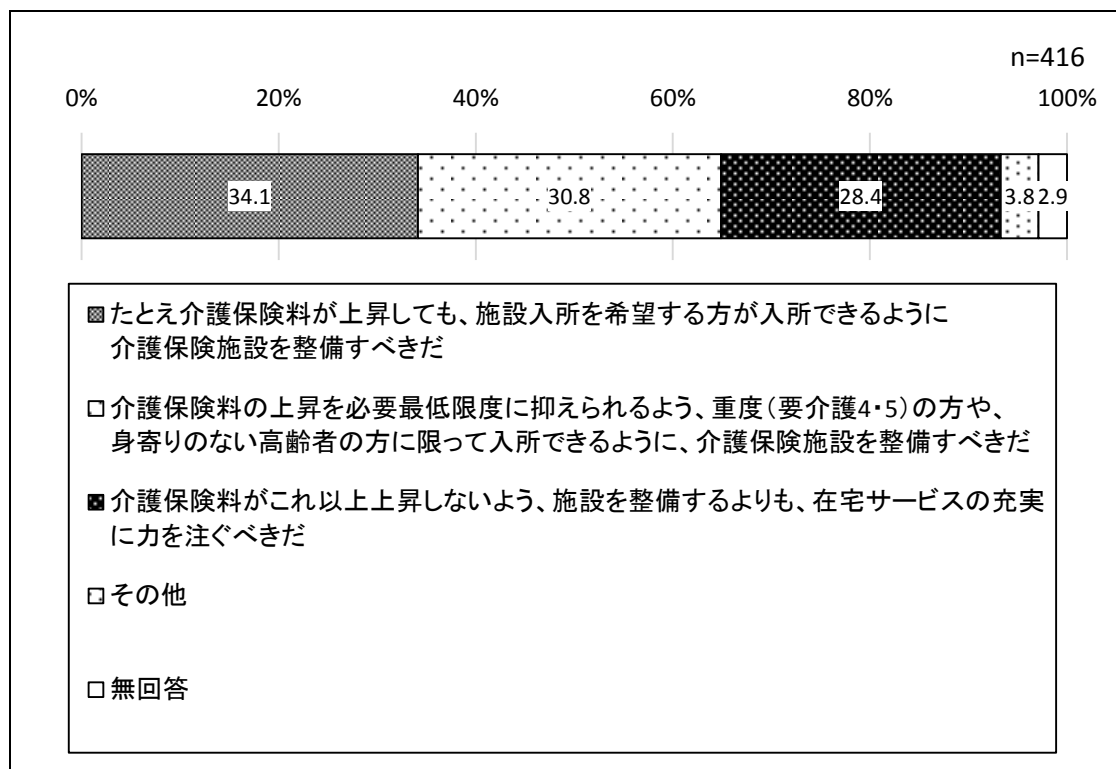 n=416
0% 20% 40% 60% 80% 100%
34.1 30.8 28.4 3.8 2.9
たとえ介護保険料が上昇しても、施設入所を希望する方が入所できるように
介護保険施設を整備すべきだ
介護保険料の上昇を必要最低限度に抑えられるよう、重度(要介護4・5)の方や、
身寄りのない高齢者の方に限って入所できるように、介護保険施設を整備すべきだ
介護保険料がこれ以上上昇しないよう、施設を整備するよりも、在宅サービスの充実
に力を注ぐべきだ
その他
無回答